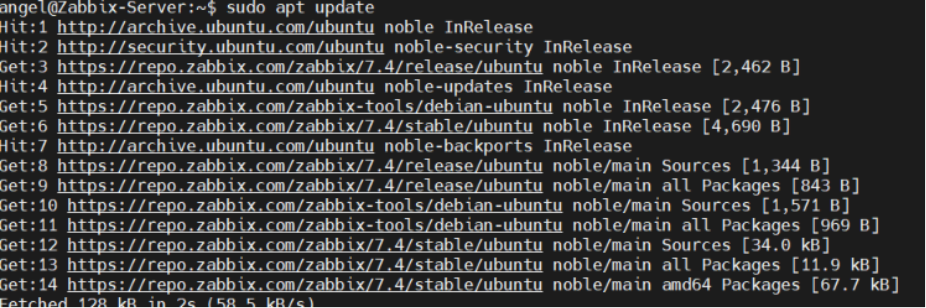 angel@Zabbix-Server:~$ sudo apt update
Hit:1 http://archive.ubuntu.com/ubuntu noble InRelease
Hit:2 http://security.ubuntu.com/ubuntu noble-security InRelease
Get:3 https://repo.zabbix.com/zabbix/7.4/release/ubuntu noble InRelease [2,462 B]
Hit:4 http://archive.ubuntu.com/ubuntu noble-updates InRelease
Get:5 https://repo.zabbix.com/zabbix-tools/debian-ubuntu noble InRelease [2,476 B]
Get:6 https://repo.zabbix.com/zabbix/7.4/stable/ubuntu noble InRelease [4,690 B]
Hit:7 http://archive.ubuntu.com/ubuntu noble-backports InRelease
Get:8 https://repo.zabbix.com/zabbix/7.4/release/ubuntu noble/main Sources [1,344 B]
Get:9 https://repo.zabbix.com/zabbix/7.4/release/ubuntu noble/main all Packages [843 B]
Get:10 https://repo.zabbix.com/zabbix-tools/debian-ubuntu noble/main Sources [1,571 B]
Get:11 https://repo.zabbix.com/zabbix-tools/debian-ubuntu noble/main all Packages [969 B]
Get:12 https://repo.zabbix.com/zabbix/7.4/stable/ubuntu noble/main Sources [34.0 kB]
Get:13 https://repo.zabbix.com/zabbix/7.4/stable/ubuntu noble/main all Packages [11.9 kB]
Get:14 https://repo.zabbix.com/zabbix/7.4/stable/ubuntu noble/main amd64 Packages [67.7 kB]
Fetched 128 kB in 2s (58.5 kB/s)